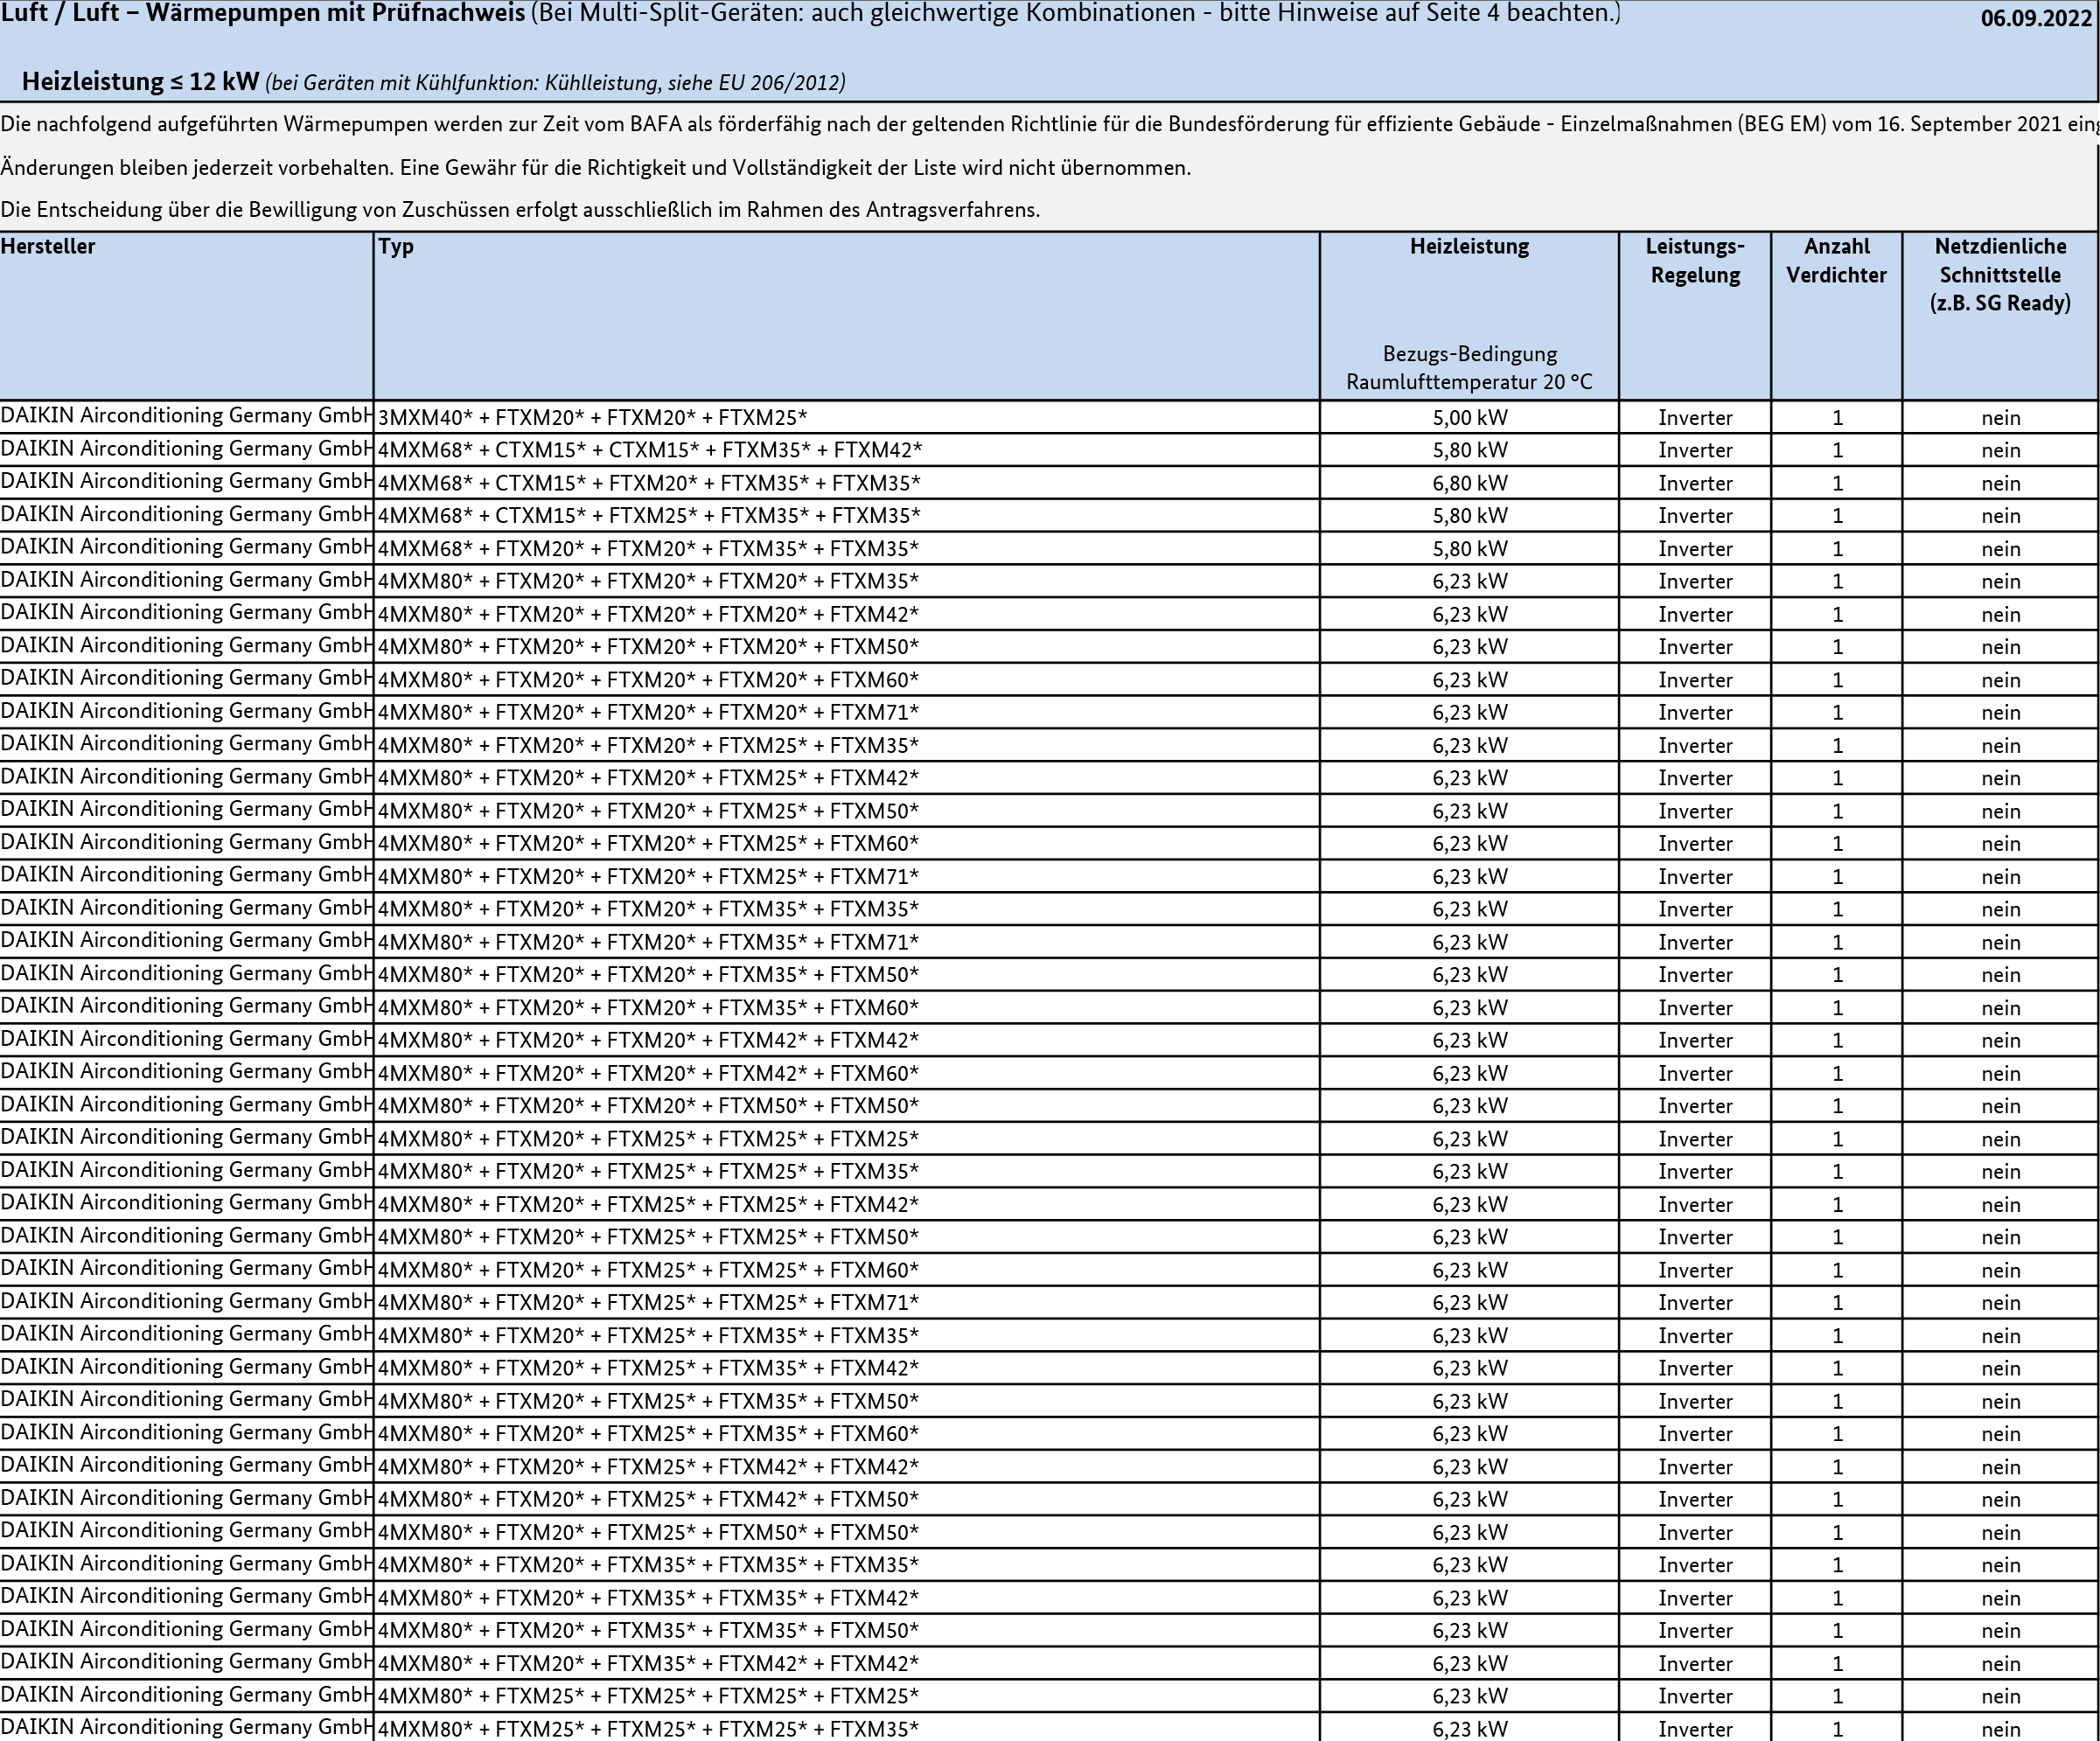 Luft / Luft – Wärmepumpen mit Prüfnachweis (Bei Multi-Split-Geräten: auch gleichwertige Kombinationen - bitte Hinweise auf Seite 4 beachten.) 06.09.2022
Heizleistung ≤ 12 kW (bei Geräten mit Kühlfunktion: Kühlleistung, siehe EU 206/2012)
Die nachfolgend aufgeführten Wärmepumpen werden zur Zeit vom BAFA als förderfähig nach der geltenden Richtlinie für die Bundesförderung für effiziente Gebäude - Einzelmaßnahmen (BEG EM) vom 16. September 2021
Änderungen bleiben jederzeit vorbehalten. Eine Gewähr für die Richtigkeit und Vollständigkeit der Liste wird nicht übernommen.
Die Entscheidung über die Bewilligung von Zuschüssen erfolgt ausschließlich im Rahmen des Antragsverfahrens.
Hersteller Typ Heizleistung Leistungs- Anzahl Netzdienliche
Regelung Verdichter Schnittstelle
(z.B. SG Ready)
Bezugs-Bedingung
Raumlufttemperatur 20 °C
DAIKIN Airconditioning Germany GmbH 3MXM40* + FTXM20* + FTXM20* + FTXM25* 5,00 kW Inverter 1 nein
DAIKIN Airconditioning Germany GmbH 4MXM68* + CTXM15* + CTXM15* + FTXM35* + FTXM42* 5,80 kW Inverter 1 nein
DAIKIN Airconditioning Germany GmbH 4MXM68* + CTXM15* + FTXM20* + FTXM35* + FTXM35* 6,80 kW Inverter 1 nein
DAIKIN Airconditioning Germany GmbH 4MXM68* + CTXM15* + FTXM25* + FTXM35* + FTXM35* 5,80 kW Inverter 1 nein
DAIKIN Airconditioning Germany GmbH 4MXM68* + FTXM20* + FTXM20* + FTXM35* + FTXM35* 5,80 kW Inverter 1 nein
DAIKIN Airconditioning Germany GmbH 4MXM80* + FTXM20* + FTXM20* + FTXM20* + FTXM35* 6,23 kW Inverter 1 nein
DAIKIN Airconditioning Germany GmbH 4MXM80* + FTXM20* + FTXM20* + FTXM20* + FTXM42* 6,23 kW Inverter 1 nein
DAIKIN Airconditioning Germany GmbH 4MXM80* + FTXM20* + FTXM20* + FTXM20* + FTXM50* 6,23 kW Inverter 1 nein
DAIKIN Airconditioning Germany GmbH 4MXM80* + FTXM20* + FTXM20* + FTXM20* + FTXM60* 6,23 kW Inverter 1 nein
DAIKIN Airconditioning Germany GmbH 4MXM80* + FTXM20* + FTXM20* + FTXM20* + FTXM71* 6,23 kW Inverter 1 nein
DAIKIN Airconditioning Germany GmbH 4MXM80* + FTXM20* + FTXM20* + FTXM25* + FTXM35* 6,23 kW Inverter 1 nein
DAIKIN Airconditioning Germany GmbH 4MXM80* + FTXM20* + FTXM20* + FTXM25* + FTXM42* 6,23 kW Inverter 1 nein
DAIKIN Airconditioning Germany GmbH 4MXM80* + FTXM20* + FTXM20* + FTXM25* + FTXM50* 6,23 kW Inverter 1 nein
DAIKIN Airconditioning Germany GmbH 4MXM80* + FTXM20* + FTXM20* + FTXM25* + FTXM60* 6,23 kW Inverter 1 nein
DAIKIN Airconditioning Germany GmbH 4MXM80* + FTXM20* + FTXM20* + FTXM25* + FTXM71* 6,23 kW Inverter 1 nein
DAIKIN Airconditioning Germany GmbH 4MXM80* + FTXM20* + FTXM20* + FTXM35* + FTXM35* 6,23 kW Inverter 1 nein
DAIKIN Airconditioning Germany GmbH 4MXM80* + FTXM20* + FTXM20* + FTXM35* + FTXM71* 6,23 kW Inverter 1 nein
DAIKIN Airconditioning Germany GmbH 4MXM80* + FTXM20* + FTXM20* + FTXM35* + FTXM50* 6,23 kW Inverter 1 nein
DAIKIN Airconditioning Germany GmbH 4MXM80* + FTXM20* + FTXM20* + FTXM35* + FTXM60* 6,23 kW Inverter 1 nein
DAIKIN Airconditioning Germany GmbH 4MXM80* + FTXM20* + FTXM20* + FTXM42* + FTXM42* 6,23 kW Inverter 1 nein
DAIKIN Airconditioning Germany GmbH 4MXM80* + FTXM20* + FTXM20* + FTXM42* + FTXM60* 6,23 kW Inverter 1 nein
DAIKIN Airconditioning Germany GmbH 4MXM80* + FTXM20* + FTXM20* + FTXM50* + FTXM50* 6,23 kW Inverter 1 nein
DAIKIN Airconditioning Germany GmbH 4MXM80* + FTXM20* + FTXM25* + FTXM25* + FTXM25* 6,23 kW Inverter 1 nein
DAIKIN Airconditioning Germany GmbH 4MXM80* + FTXM20* + FTXM25* + FTXM25* + FTXM35* 6,23 kW Inverter 1 nein
DAIKIN Airconditioning Germany GmbH 4MXM80* + FTXM20* + FTXM25* + FTXM25* + FTXM42* 6,23 kW Inverter 1 nein
DAIKIN Airconditioning Germany GmbH 4MXM80* + FTXM20* + FTXM25* + FTXM25* + FTXM50* 6,23 kW Inverter 1 nein
DAIKIN Airconditioning Germany GmbH 4MXM80* + FTXM20* + FTXM25* + FTXM25* + FTXM60* 6,23 kW Inverter 1 nein
DAIKIN Airconditioning Germany GmbH 4MXM80* + FTXM20* + FTXM25* + FTXM25* + FTXM71* 6,23 kW Inverter 1 nein
DAIKIN Airconditioning Germany GmbH 4MXM80* + FTXM20* + FTXM25* + FTXM35* + FTXM35* 6,23 kW Inverter 1 nein
DAIKIN Airconditioning Germany GmbH 4MXM80* + FTXM20* + FTXM25* + FTXM35* + FTXM42* 6,23 kW Inverter 1 nein
DAIKIN Airconditioning Germany GmbH 4MXM80* + FTXM20* + FTXM25* + FTXM35* + FTXM50* 6,23 kW Inverter 1 nein
DAIKIN Airconditioning Germany GmbH 4MXM80* + FTXM20* + FTXM25* + FTXM35* + FTXM60* 6,23 kW Inverter 1 nein
DAIKIN Airconditioning Germany GmbH 4MXM80* + FTXM20* + FTXM25* + FTXM42* + FTXM42* 6,23 kW Inverter 1 nein
DAIKIN Airconditioning Germany GmbH 4MXM80* + FTXM20* + FTXM25* + FTXM42* + FTXM50* 6,23 kW Inverter 1 nein
DAIKIN Airconditioning Germany GmbH 4MXM80* + FTXM20* + FTXM25* + FTXM50* + FTXM50* 6,23 kW Inverter 1 nein
DAIKIN Airconditioning Germany GmbH 4MXM80* + FTXM20* + FTXM35* + FTXM35* + FTXM35* 6,23 kW Inverter 1 nein
DAIKIN Airconditioning Germany GmbH 4MXM80* + FTXM20* + FTXM35* + FTXM35* + FTXM42* 6,23 kW Inverter 1 nein
DAIKIN Airconditioning Germany GmbH 4MXM80* + FTXM20* + FTXM35* + FTXM35* + FTXM50* 6,23 kW Inverter 1 nein
DAIKIN Airconditioning Germany GmbH 4MXM80* + FTXM20* + FTXM35* + FTXM42* + FTXM42* 6,23 kW Inverter 1 nein
DAIKIN Airconditioning Germany GmbH 4MXM80* + FTXM25* + FTXM25* + FTXM25* + FTXM25* 6,23 kW Inverter 1 nein
DAIKIN Airconditioning Germany GmbH 4MXM80* + FTXM25* + FTXM25* + FTXM25* + FTXM35* 6,23 kW Inverter 1 nein